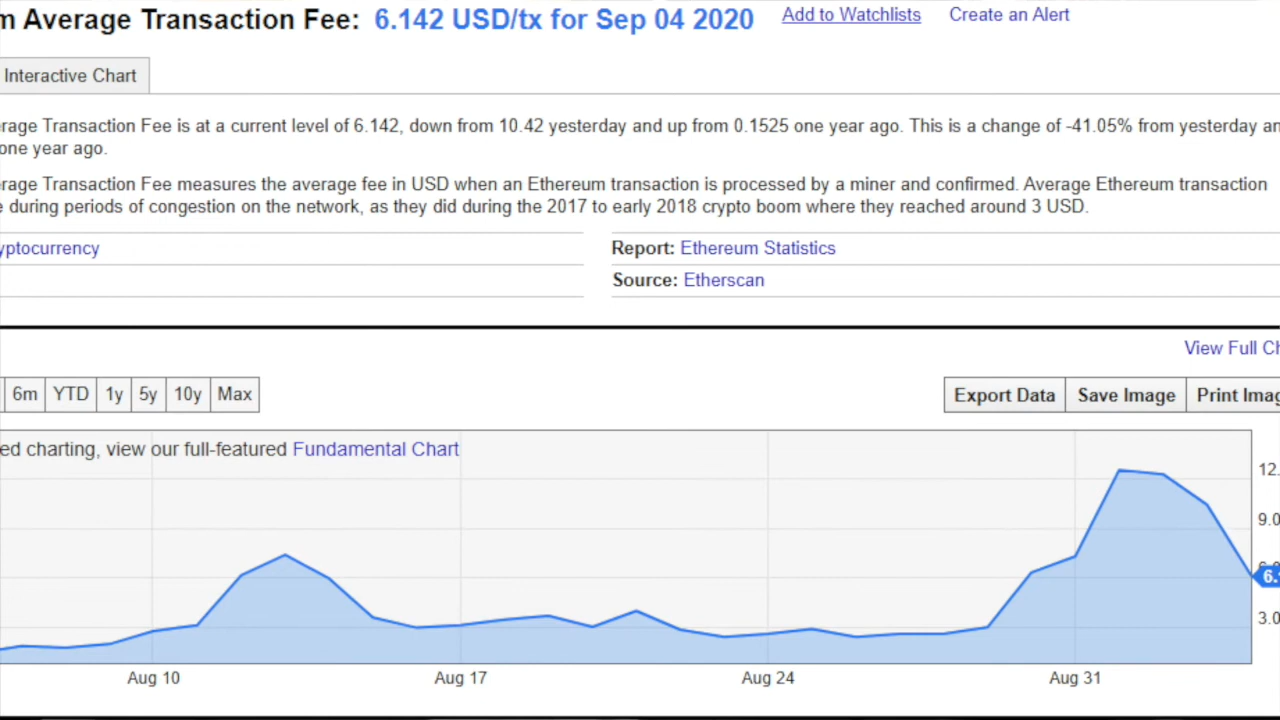 m Average Transaction Fee: 6.142 USD/tx for Sep 04 2020 Add to Watchlists Create an Alert
Interactive Chart
erage Transaction Fee is at a current level of 6.142, down from 10.42 yesterday and up from 0.1525 one year ago. This is a change of -41.05% from yesterday an
one year ago.
erage Transaction Fee measures the average fee in USD when an Ethereum transaction is processed by a miner and confirmed. Average Ethereum transaction
e during periods of congestion on the network, as they did during the 2017 to early 2018 crypto boom where they reached around 3 USD.
yptocurrency
Report: Ethereum Statistics
Source: Etherscan
View Full Ch
6m YTD 1y 5y 10y Max
Export Data Save Image Print Imag
ed charting, view our full-featured Fundamental Chart
12.
9.0
6.
3.0
Aug 10 Aug 17 Aug 24 Aug 31